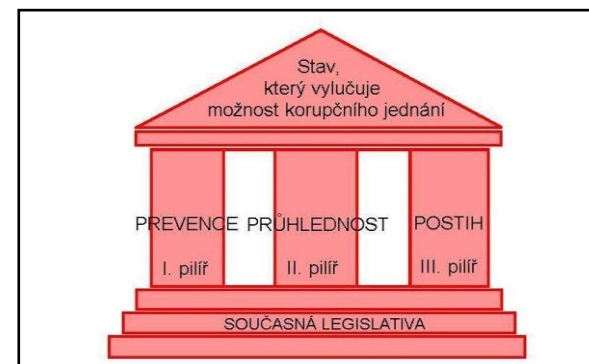 Stav,
který vylučuje
možnost korupčního jednání
PREVENCE PRŮHLEDNOST POSTIH
I. pilíř II. pilíř III. pilíř
SOUČASNÁ LEGISLATIVA